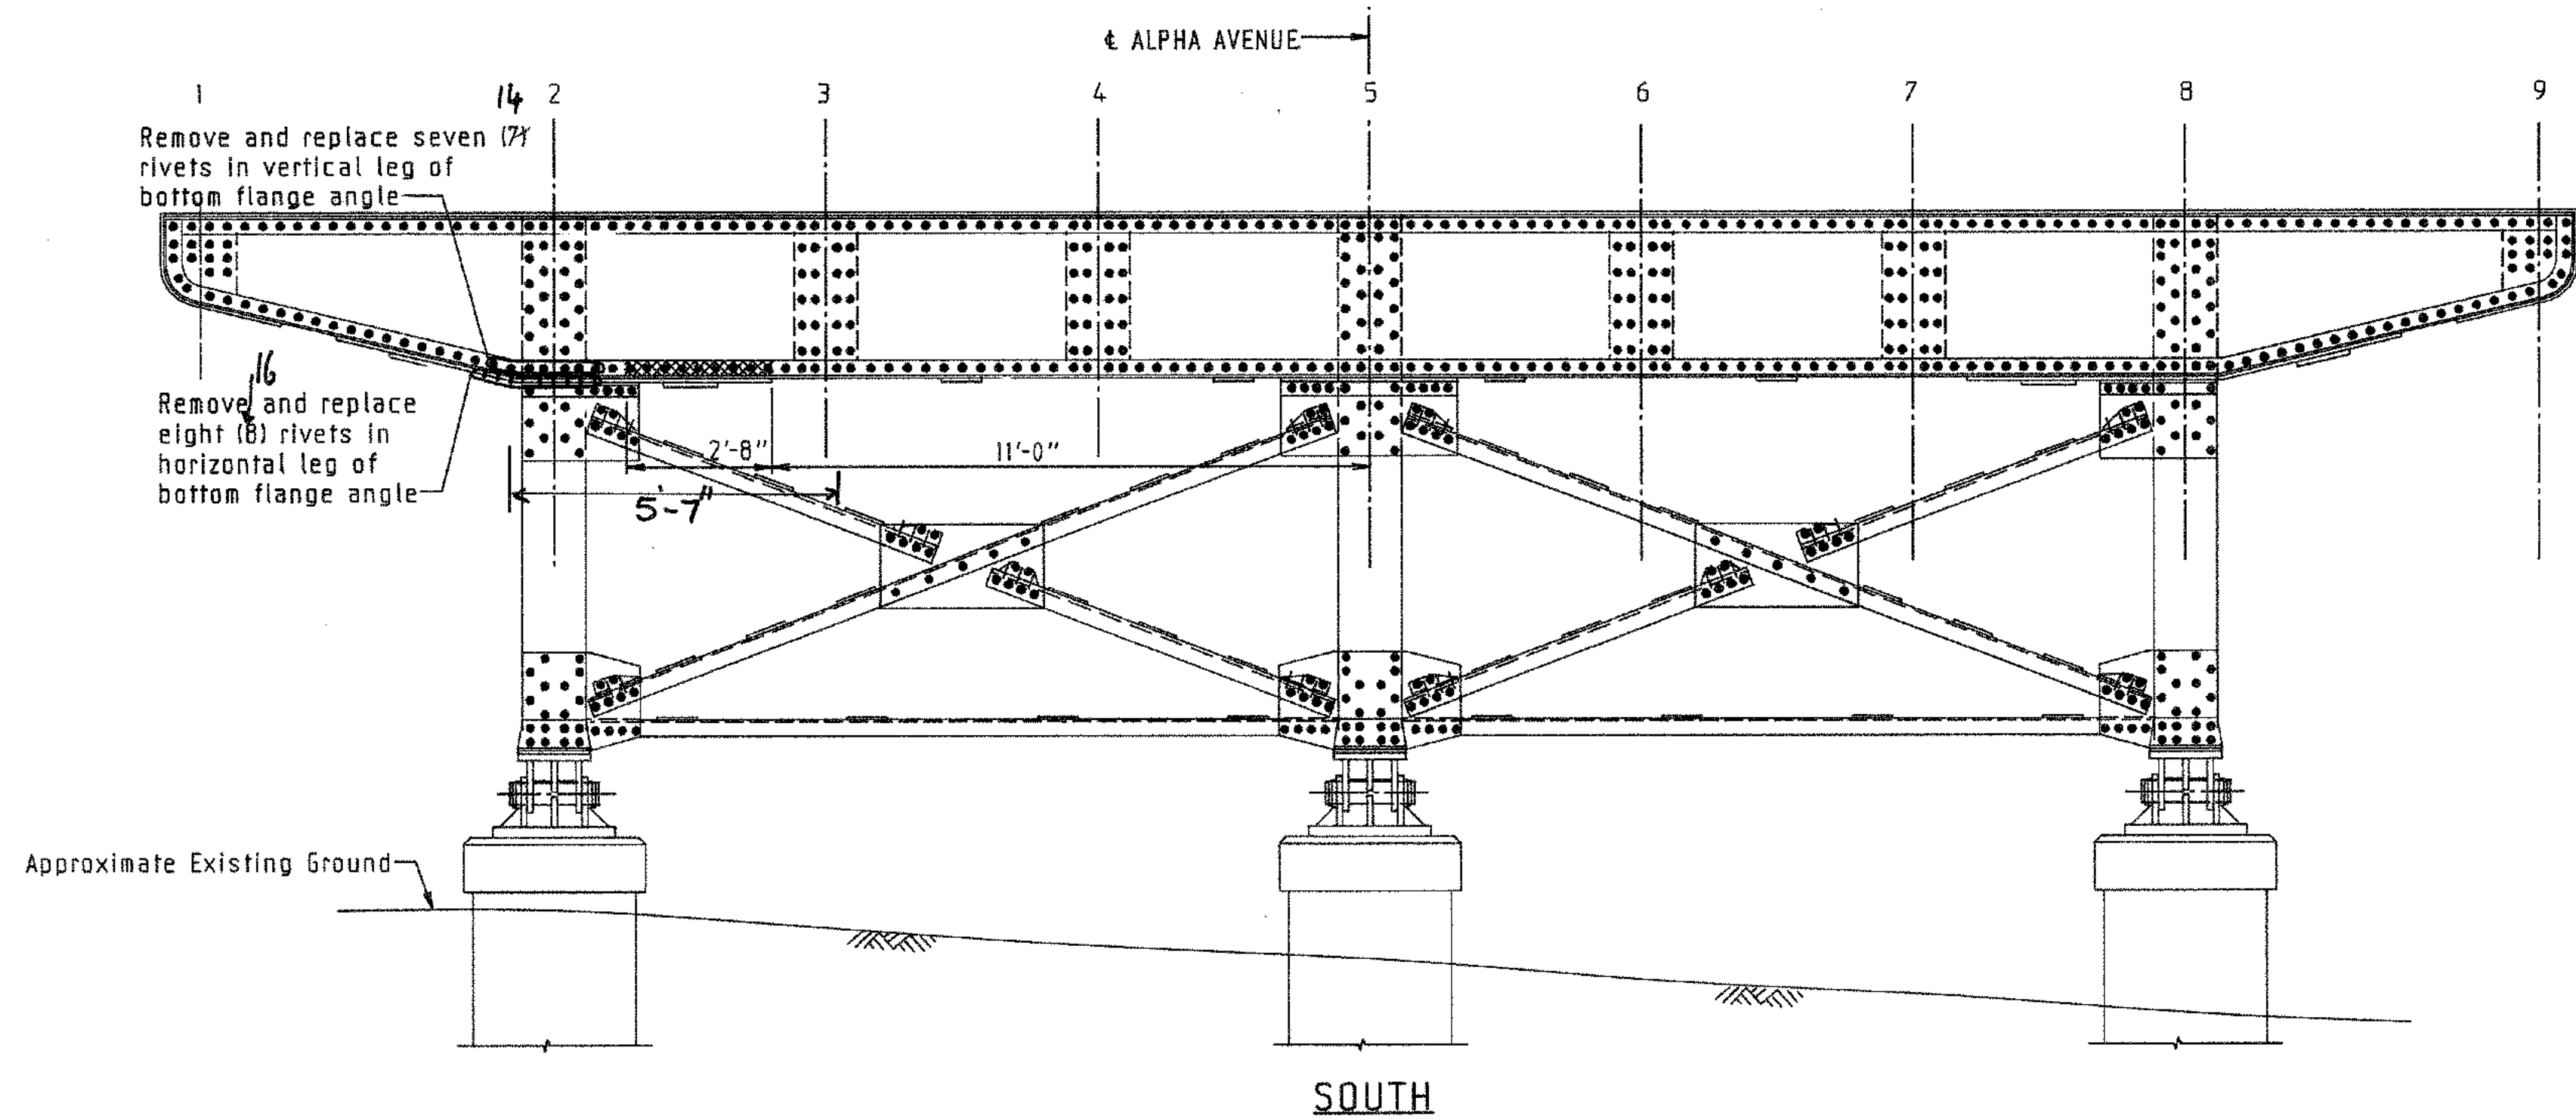 ℄ ALPHA AVENUE
1 14 2 3 4 5 6 7 8 9
Remove and replace seven (7)
rivets in vertical leg of
bottom flange angle
16
Remove and replace
eight (8) rivets in
horizontal leg of
bottom flange angle
2'-8"
11'-0"
5'-7"
Approximate Existing Ground
SOUTH